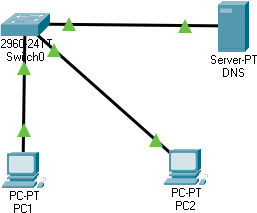 2960-24TT
Switch0
Server-PT
DNS
PC-PT
PC1
PC-PT
PC2